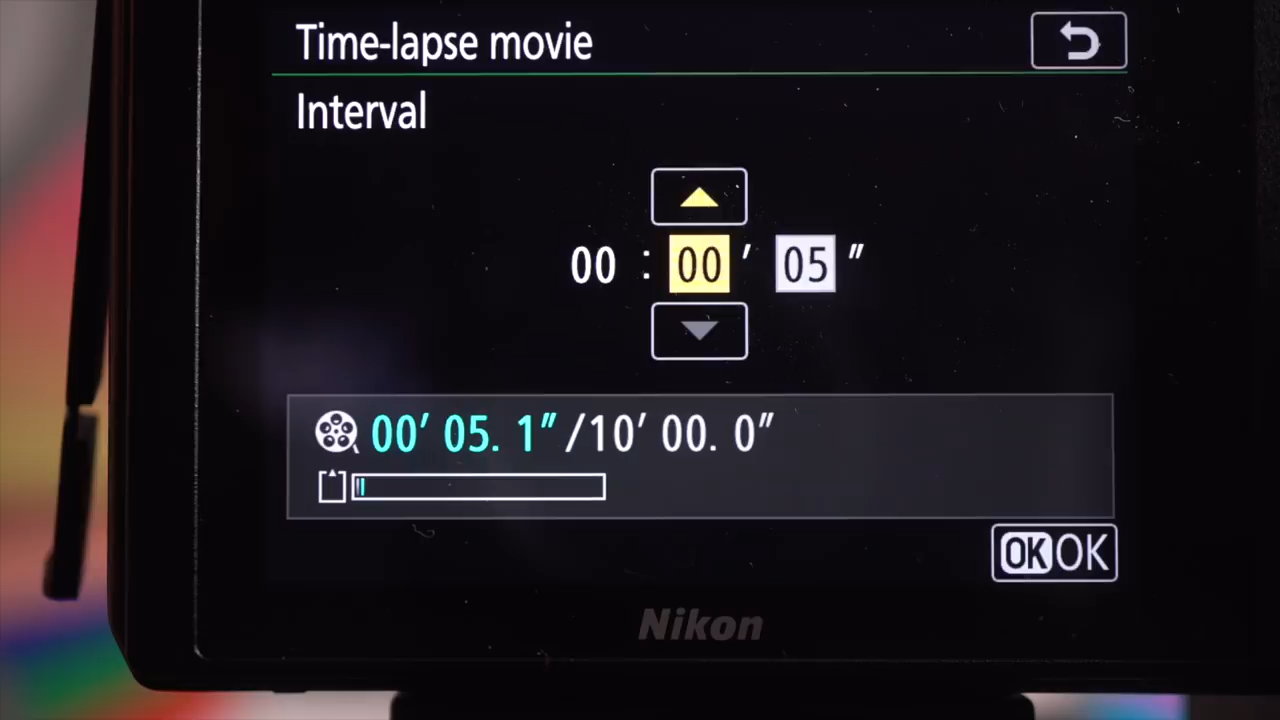 Time-lapse movie
Interval
00 : 00 ′ 05 ″
00′ 05. 1″ /10′ 00. 0″
OK OK
Nikon